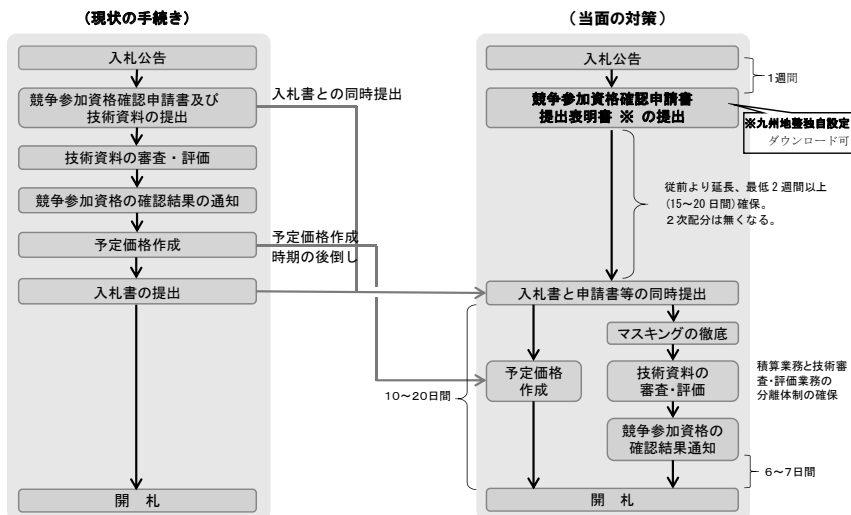 (現状の手続き)
入札公告
競争参加資格確認申請書及び
技術資料の提出
技術資料の審査・評価
競争参加資格の確認結果の通知
予定価格作成
入札書の提出
開 札
入札書との同時提出
予定価格作成
時期の後倒し
(当面の対策)
入札公告
1週間
競争参加資格確認申請書
提出表明書 ※ の提出
※九州地整独自設定
ダウンロード可
従前より延長、最低2週間以上
(15~20日間)確保。
2次配分は無くなる。
入札書と申請書等の同時提出
マスキングの徹底
予定価格
作成
技術資料の
審査・評価
積算業務と技術審
査・評価業務の
分離体制の確保
10~20日間
競争参加資格の
確認結果通知
6~7日間
開 札